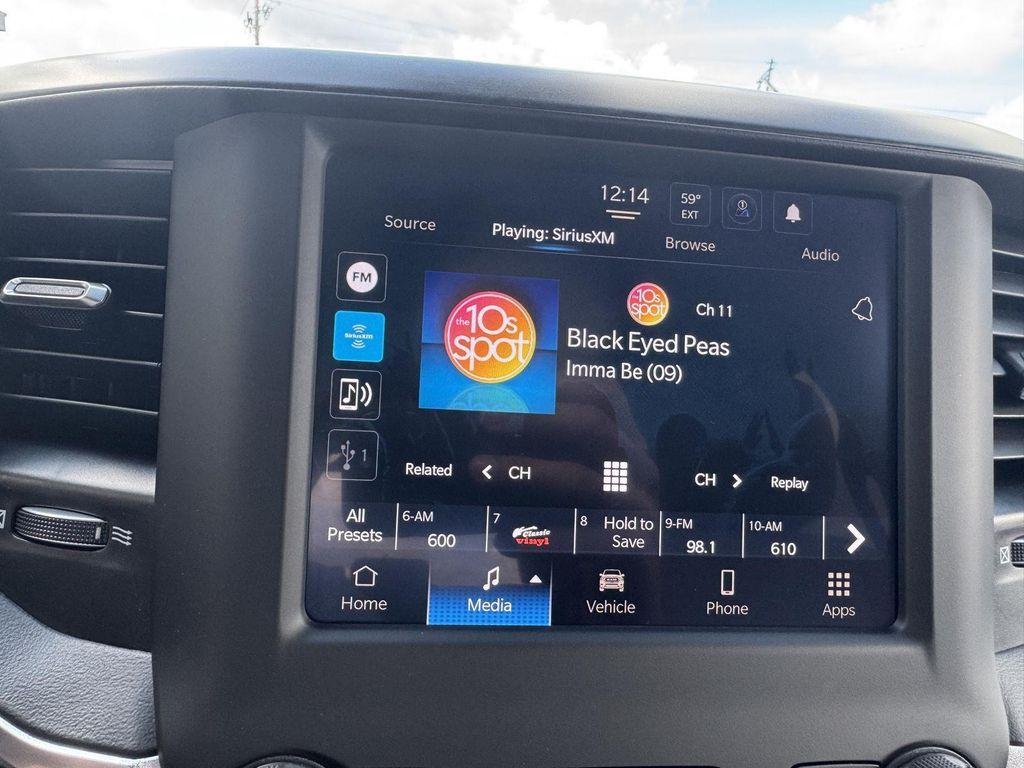 12:14
59°
EXT
Source
Playing: SiriusXM
Browse
Audio
FM
SiriusXM
the 10s spot
the 10s spot
Ch 11
Black Eyed Peas
Imma Be (09)
1
Related
CH
CH
Replay
All Presets
6-AM
600
7
Classic vinyl
8
Hold to Save
9-FM
98.1
10-AM
610
Home
Media
Vehicle
Phone
Apps